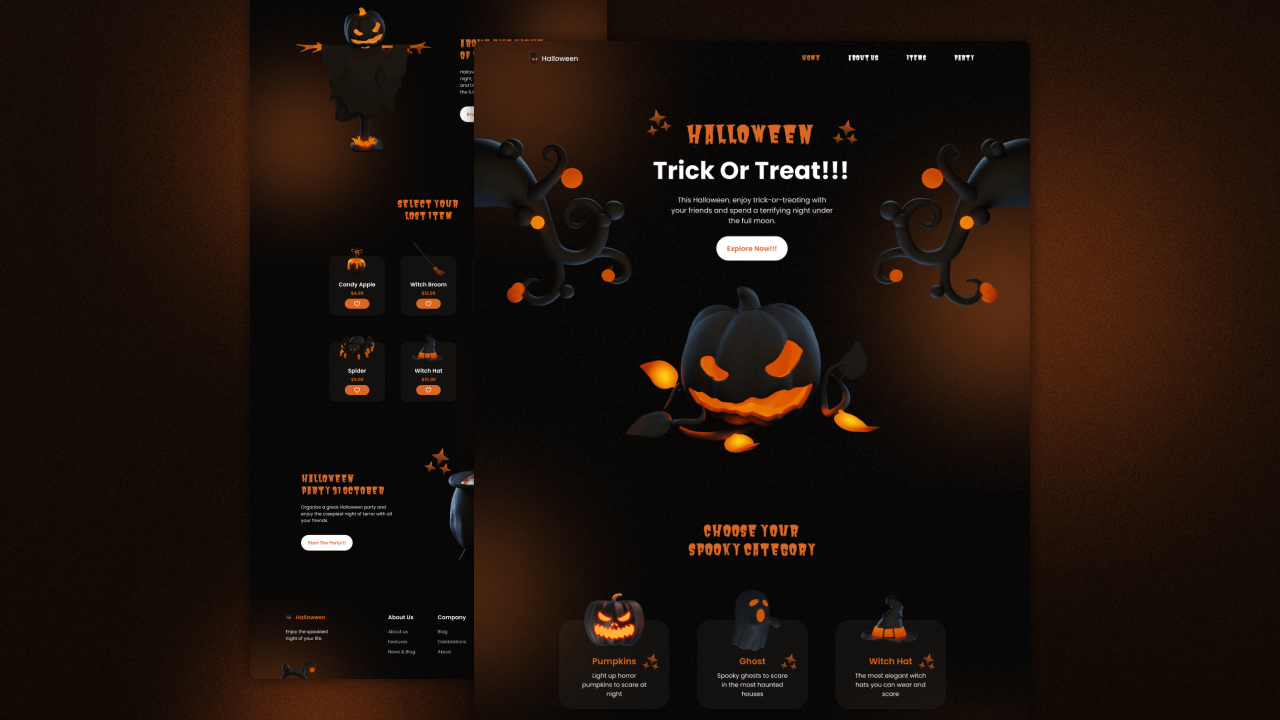 Halloween
HOME
ABOUT US
ITEMS
PARTY
HALLOWEEN
Trick Or Treat!!!
This Halloween, enjoy trick-or-treating with
your friends and spend a terrifying night under
the full moon.
Explore Now!!!
CHOOSE YOUR
SPOOKY CATEGORY
Pumpkins
Light up horror
pumpkins to scare at
night
Ghost
Spooky ghosts to scare
in the most haunted
houses
Witch Hat
The most elegant witch
hats you can wear and
scare
SELECT YOUR
LOST ITEM
Candy Apple
$4.99
Witch Broom
Spider
$9.99
Witch Hat
$15.99
HALLOWEEN
PARTY 31 OCTOBER
Organize a great Halloween party and
enjoy the creepiest night of terror with all
your friends.
Start The Party!!!
Halloween
Enjoy the spookiest
night of your life.
About Us
About us
Features
News & Blog
Company
Blog
Celebrations
About